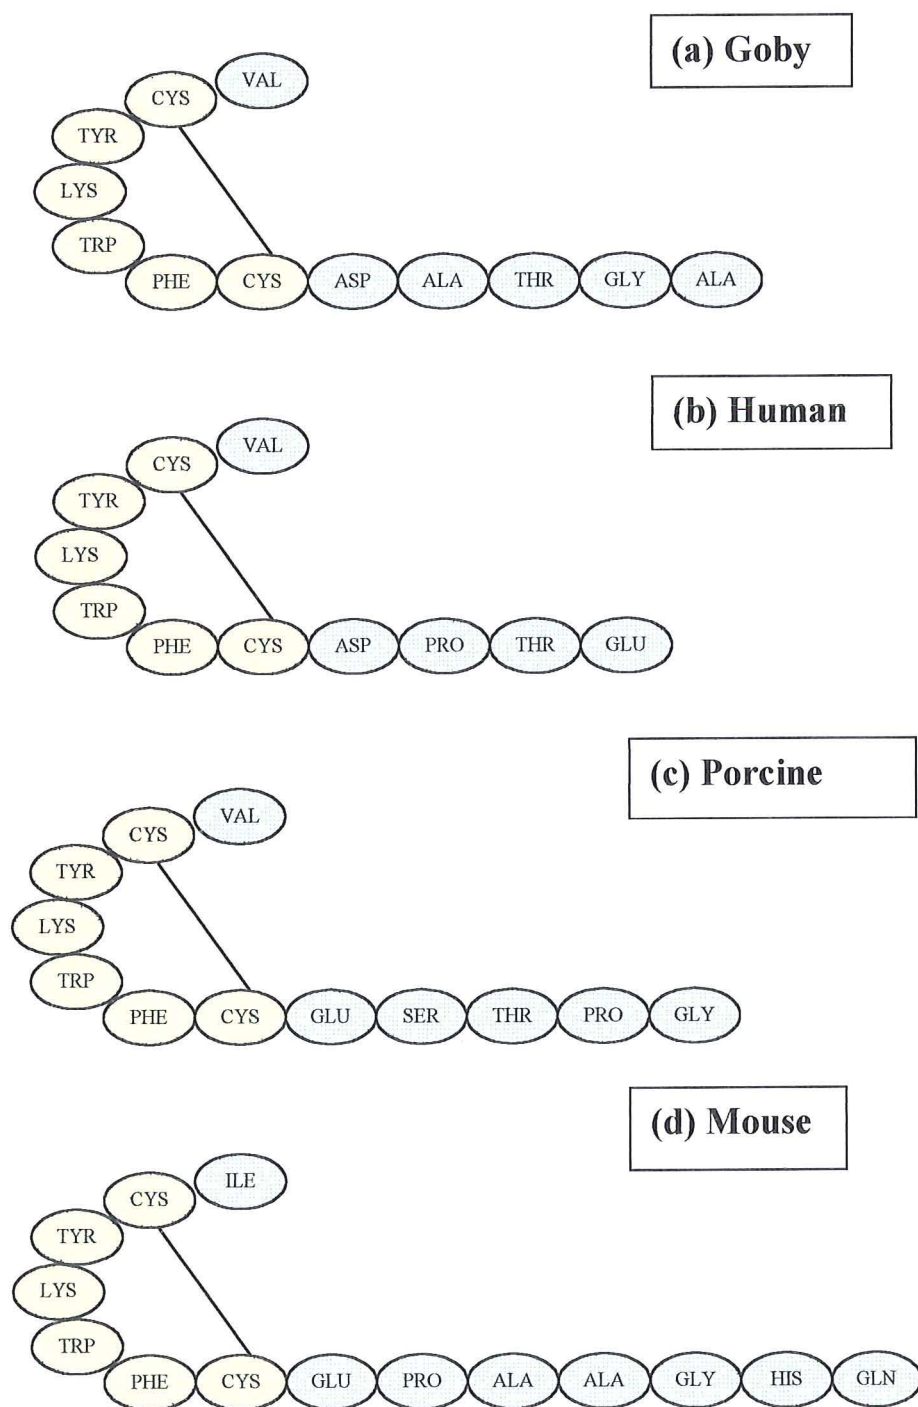 (a) Goby
CYS VAL
TYR
LYS
TRP
PHE CYS ASP ALA THR GLY ALA
(b) Human
CYS VAL
TYR
LYS
TRP
PHE CYS ASP PRO THR GLU
(c) Porcine
CYS VAL
TYR
LYS
TRP
PHE CYS GLU SER THR PRO GLY
(d) Mouse
CYS ILE
TYR
LYS
TRP
PHE CYS GLU PRO ALA ALA GLY HIS GLN